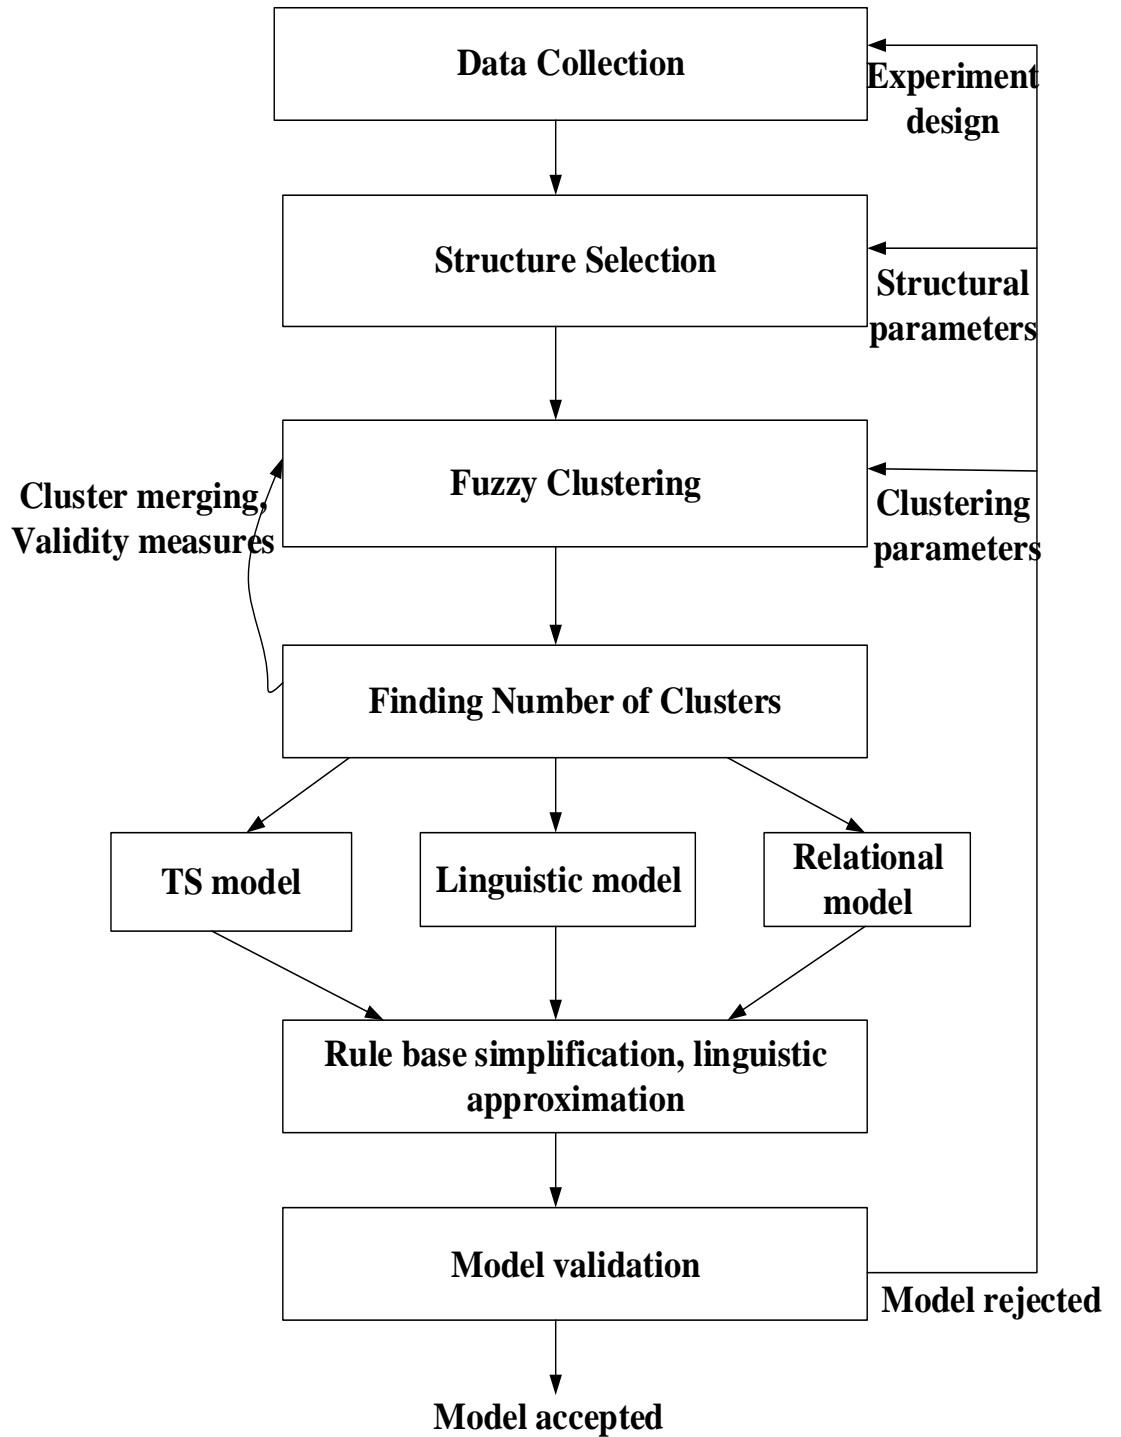 Data Collection
Experiment
design
Structure Selection
Structural
parameters
Fuzzy Clustering
Cluster merging,
Validity measures
Clustering
parameters
Finding Number of Clusters
TS model
Linguistic model
Relational
model
Rule base simplification, linguistic
approximation
Model validation
Model rejected
Model accepted